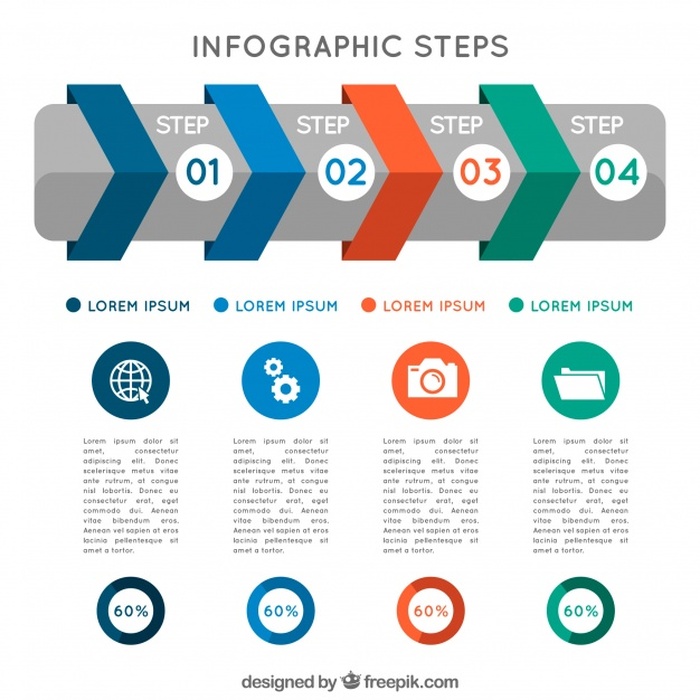 INFOGRAPHIC STEPS
STEP STEP STEP STEP
01 02 03 04
LOREM IPSUM LOREM IPSUM LOREM IPSUM LOREM IPSUM
Lorem ipsum dolor sit
amet, consectetur
adipiscing elit. Donec
scelerisque metus vitae
ante pretium, et congue
nisl lobortis. Donec eu
consectetur erat, eget
commodo dui. Aenean
vitae bibendum eros.
Aenean vel sapien at eros
lacinia pellentesque sit
amet a tortor.
Lorem ipsum dolor sit
amet, consectetur
adipiscing elit. Donec
scelerisque metus vitae
ante pretium, et congue
nisl lobortis. Donec eu
consectetur erat, eget
commodo dui. Aenean
vitae bibendum eros.
Aenean vel sapien at eros
lacinia pellentesque sit
amet a tortor.
Lorem ipsum dolor sit
amet, consectetur
adipiscing elit. Donec
scelerisque metus vitae
ante pretium, et congue
nisl lobortis. Donec eu
consectetur erat, eget
commodo dui. Aenean
vitae bibendum eros.
Aenean vel sapien at eros
lacinia pellentesque sit
amet a tortor.
Lorem ipsum dolor sit
amet, consectetur
adipiscing elit. Donec
scelerisque metus vitae
ante pretium, et congue
nisl lobortis. Donec eu
consectetur erat, eget
commodo dui. Aenean
vitae bibendum eros.
Aenean vel sapien at eros
lacinia pellentesque sit
amet a tortor.
60% 60% 60% 60%
designed by freepik.com